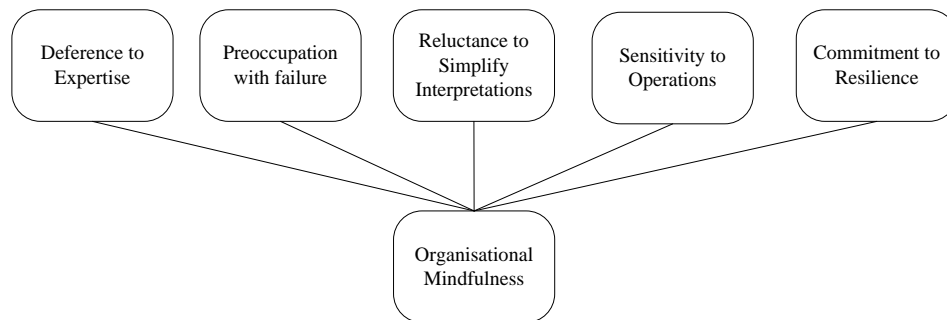 Deference to
Expertise
Preoccupation
with failure
Reluctance to
Simplify
Interpretations
Sensitivity to
Operations
Commitment to
Resilience
Organisational
Mindfulness